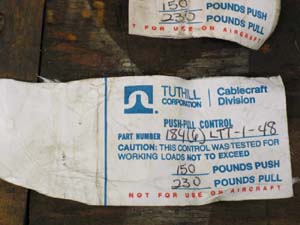 150 POUNDS PUSH
230 POUNDS PULL
NOT FOR USE ON AIRCRAFT
TUTHILL CORPORATION
Cablecraft Division
PUSH-PULL CONTROL
PART NUMBER 184(6) LTT-1-48
CAUTION: THIS CONTROL WAS TESTED FOR
WORKING LOADS NOT TO EXCEED
150 POUNDS PUSH
230 POUNDS PULL
NOT FOR USE ON AIRCRAFT